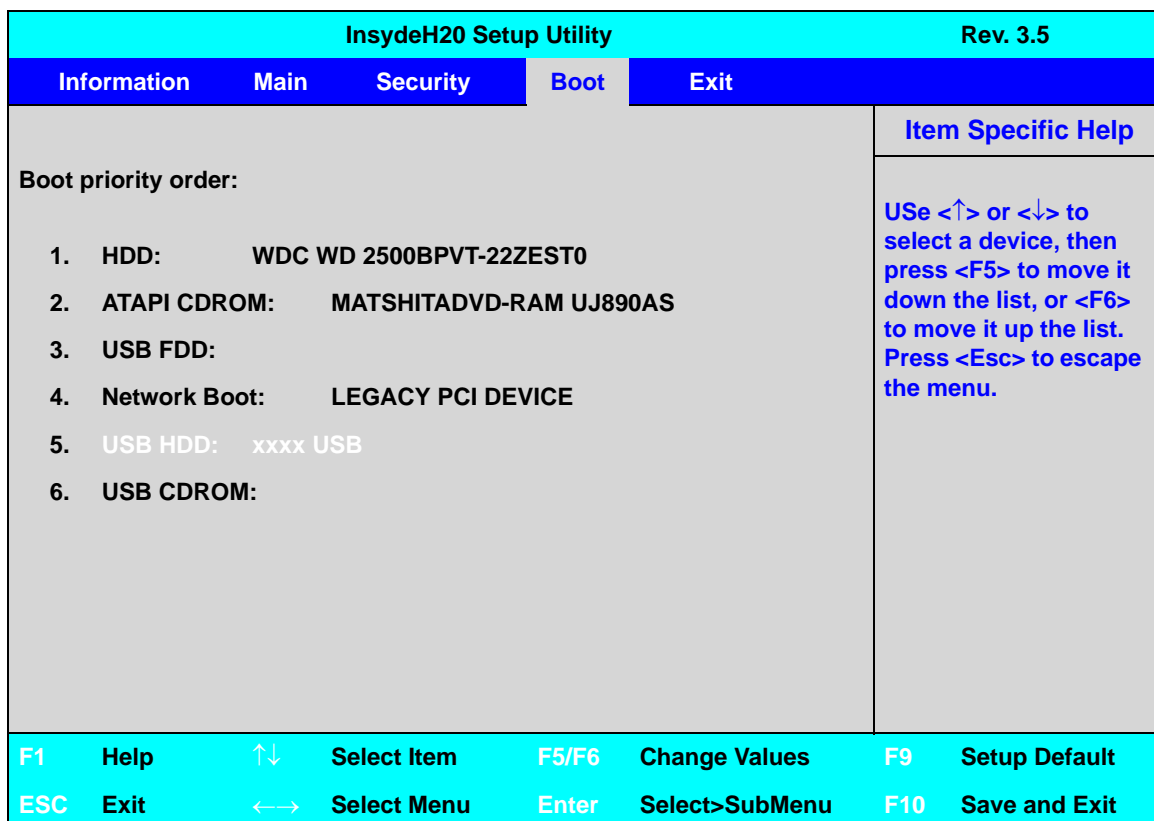 InsydeH20 Setup Utility Rev. 3.5
Information Main Security Boot Exit
Item Specific Help
Boot priority order:
USe <↑> or <↓> to
select a device, then
press <F5> to move it
down the list, or <F6>
to move it up the list.
Press <Esc> to escape
the menu.
1. HDD: WDC WD 2500BPVT-22ZEST0
2. ATAPI CDROM: MATSHITADVD-RAM UJ890AS
3. USB FDD:
4. Network Boot: LEGACY PCI DEVICE
5. USB HDD: xxxx USB
6. USB CDROM:
F1 Help ↑↓ Select Item F5/F6 Change Values F9 Setup Default
ESC Exit ←→ Select Menu Enter Select>SubMenu F10 Save and Exit